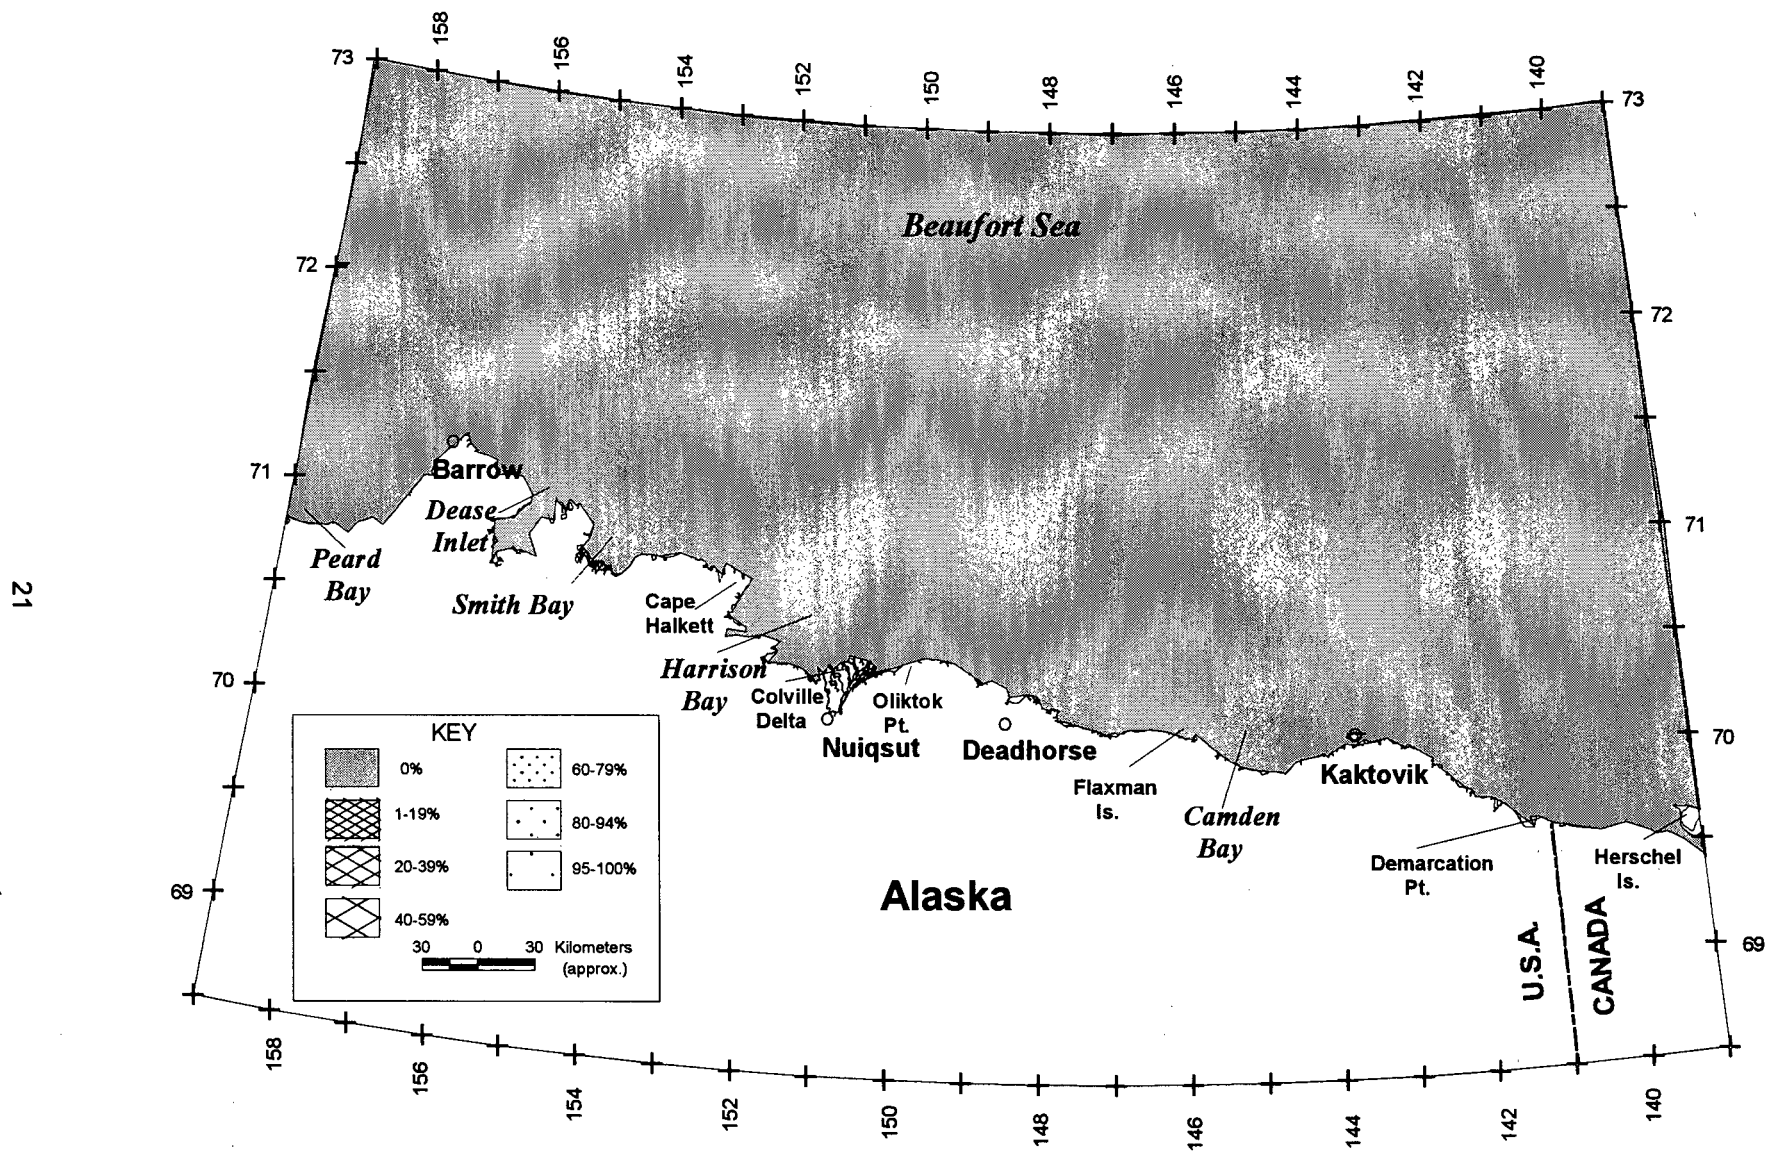 158
156
154
152
150
148
146
144
142
140
73
73
Beaufort Sea
72
72
71
Barrow
Dease
Inlet
71
Peard
Bay
Smith Bay
Cape
Halkett
21
Harrison
Bay
Colville
Delta
Oliktok
Pt.
70
70
Nuiqsut
Deadhorse
Kaktovik
Flaxman
Is.
Camden
Bay
Demarcation
Pt.
Herschel
Is.
KEY
0%
60-79%
1-19%
80-94%
20-39%
95-100%
40-59%
30 0 30 Kilometers
(approx.)
69
Alaska
U.S.A.
CANADA
69
158
156
154
152
150
148
146
144
142
140